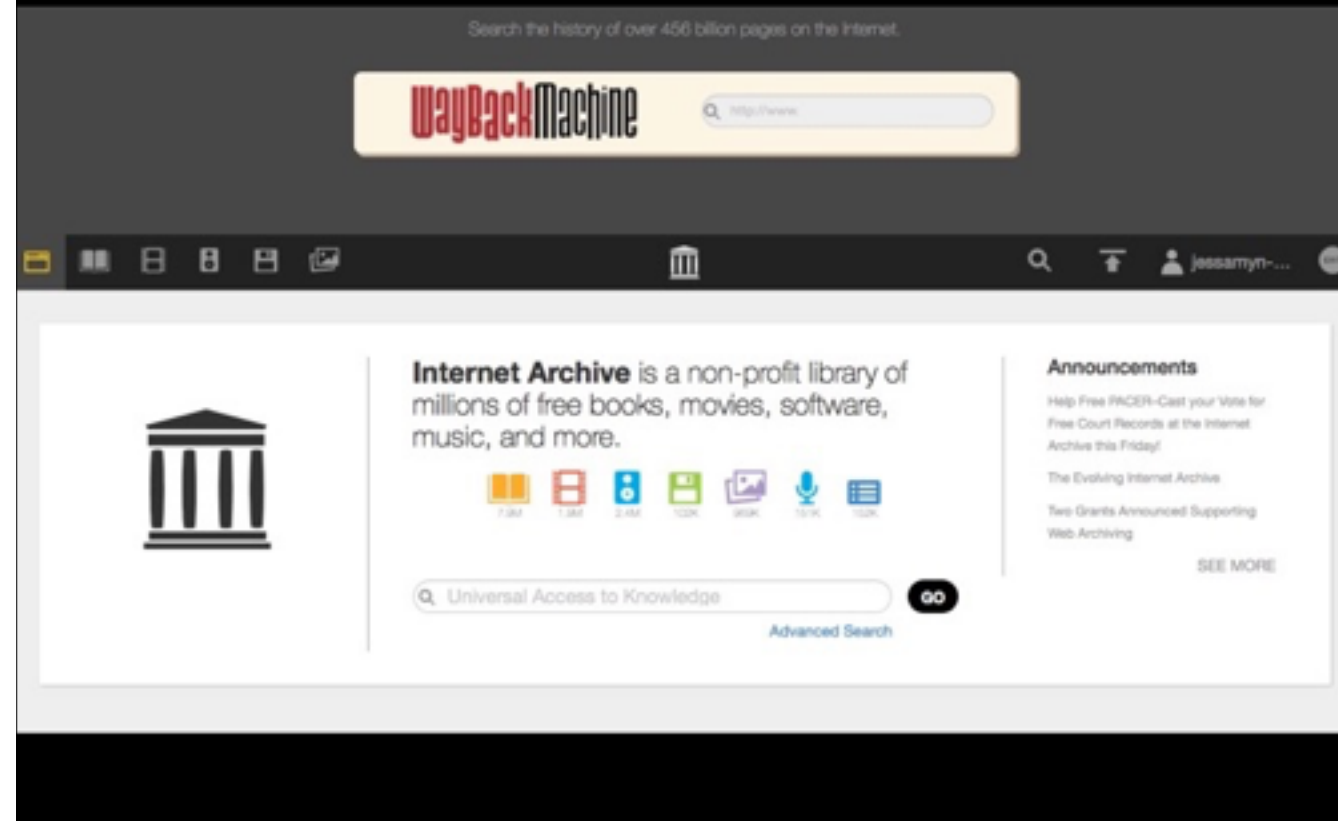 Search the history of over 456 billion pages on the Internet.
WayBackMachine
http://www.
jessamyn-...
Internet Archive is a non-profit library of
millions of free books, movies, software,
music, and more.
Universal Access to Knowledge
GO
Advanced Search
Announcements
Help Free PACER–Cast your Vote for
Free Court Records at the Internet
Archive this Friday!
The Evolving Internet Archive
Two Grants Announced Supporting
Web Archiving
SEE MORE